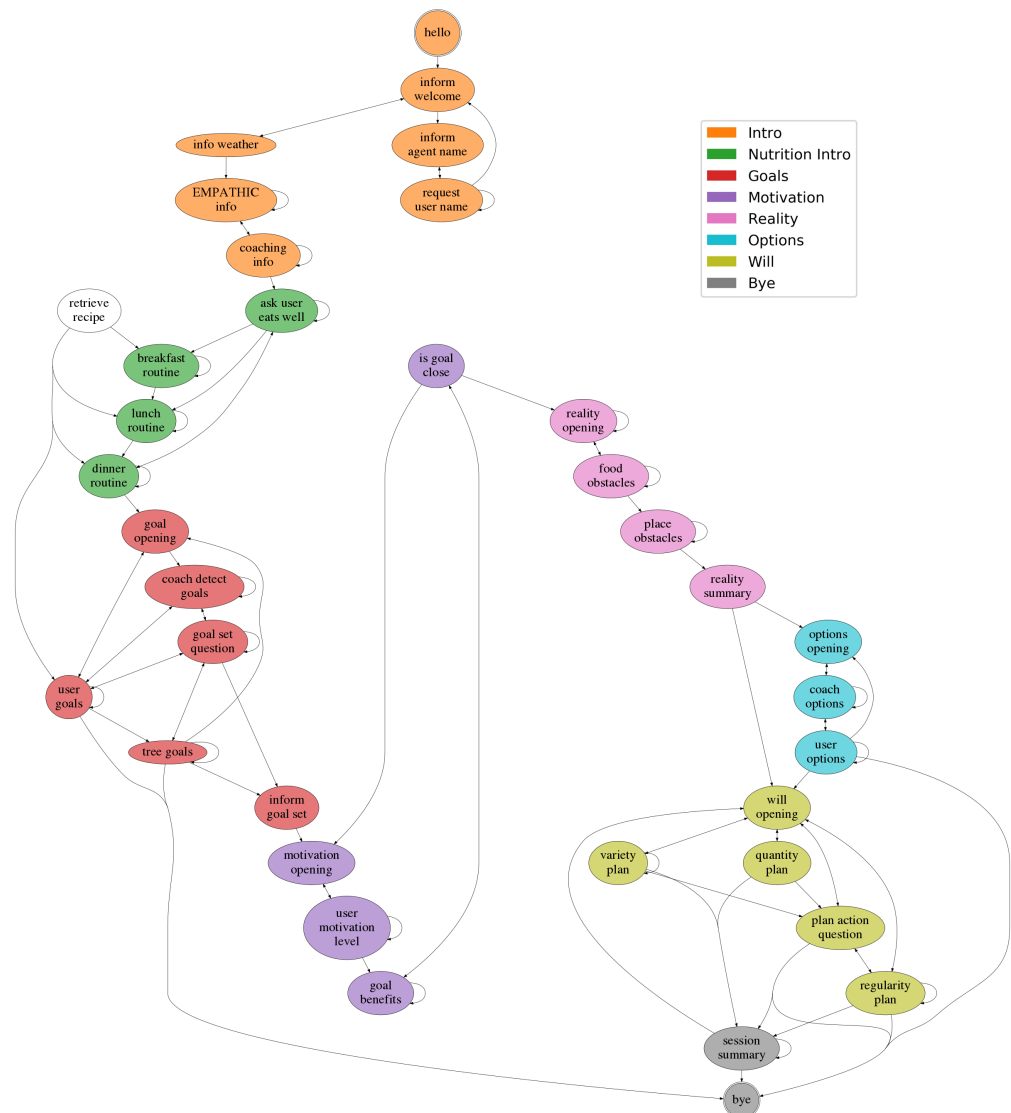 hello
inform
welcome
info weather
inform
agent name
EMPATHIC
info
request
user name
coaching
info
retrieve
recipe
ask user
eats well
breakfast
routine
lunch
routine
dinner
routine
goal
opening
coach detect
goals
goal set
question
user
goals
tree goals
inform
goal set
motivation
opening
user
motivation
level
goal
benefits
is goal
close
reality
opening
food
obstacles
place
obstacles
reality
summary
options
opening
coach
options
user
options
will
opening
variety
plan
quantity
plan
plan action
question
regularity
plan
session
summary
bye
Intro
Nutrition Intro
Goals
Motivation
Reality
Options
Will
Bye